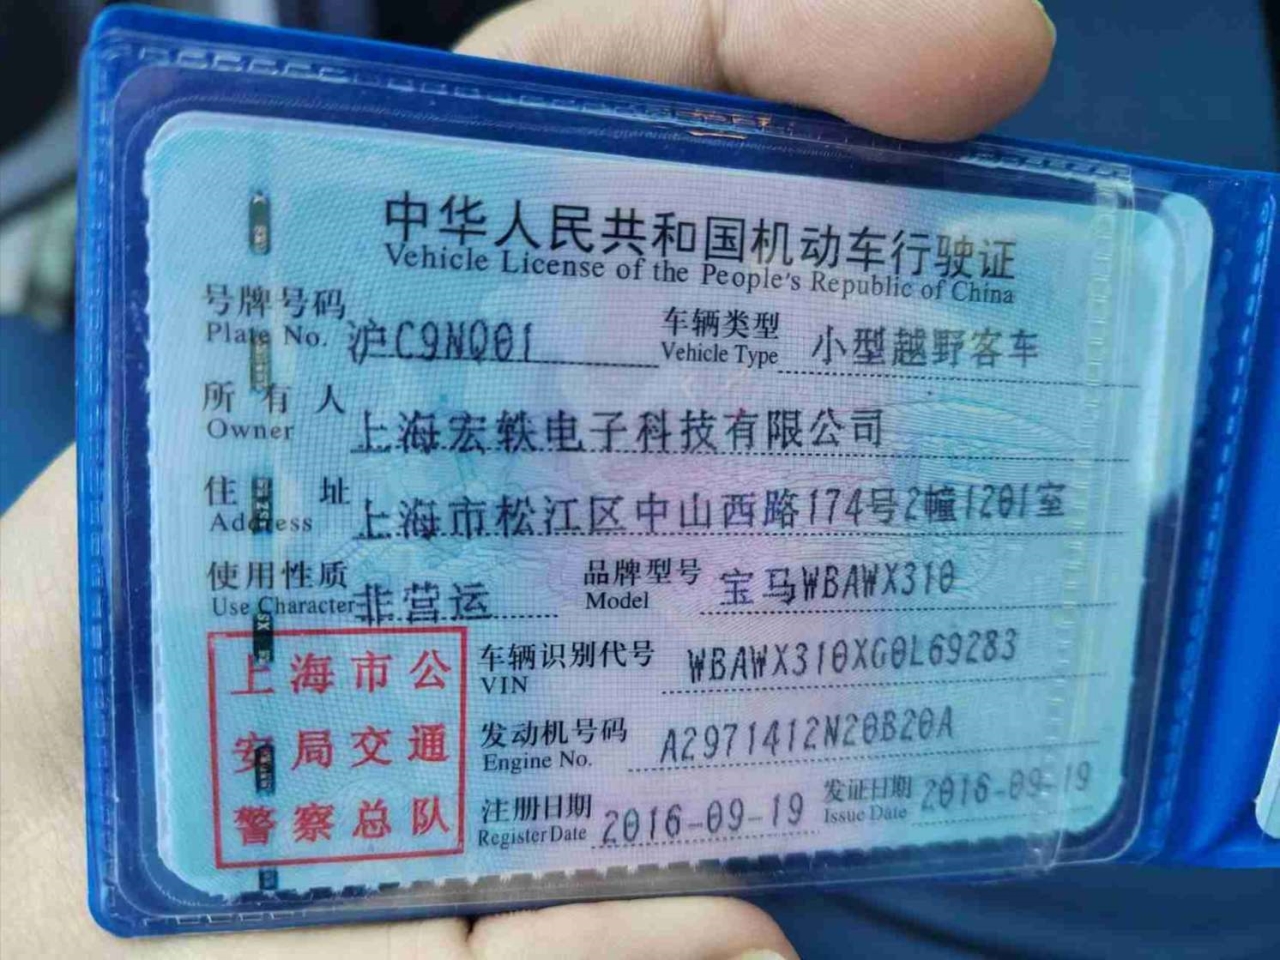 中华人民共和国机动车行驶证
Vehicle License of the People's Republic of China
号牌号码 沪C9NQ01 车辆类型 小型越野客车
Plate No. Vehicle Type
所有人 上海宏轶电子科技有限公司
Owner
住址 上海市松江区中山西路174号2幢1201室
Address
使用性质 非营运 品牌型号 宝马WBAWX310
Use Character Model
上海市公
安局交通
警察总队
车辆识别代号 WBAWX310XG0L69283
VIN
发动机号码 A2971412N20B20A
Engine No.
注册日期 2016-09-19 发证日期 2016-09-19
Register Date Issue Date